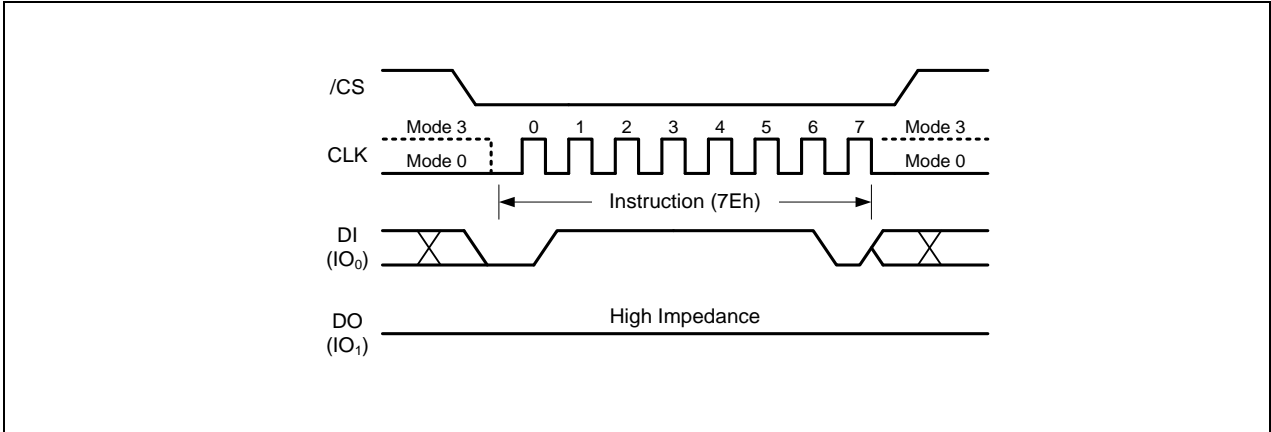 /CS
Mode 3 0 1 2 3 4 5 6 7 Mode 3
CLK
Mode 0 Mode 0
Instruction (7Eh)
DI
(IO₀)
High Impedance
DO
(IO₁)